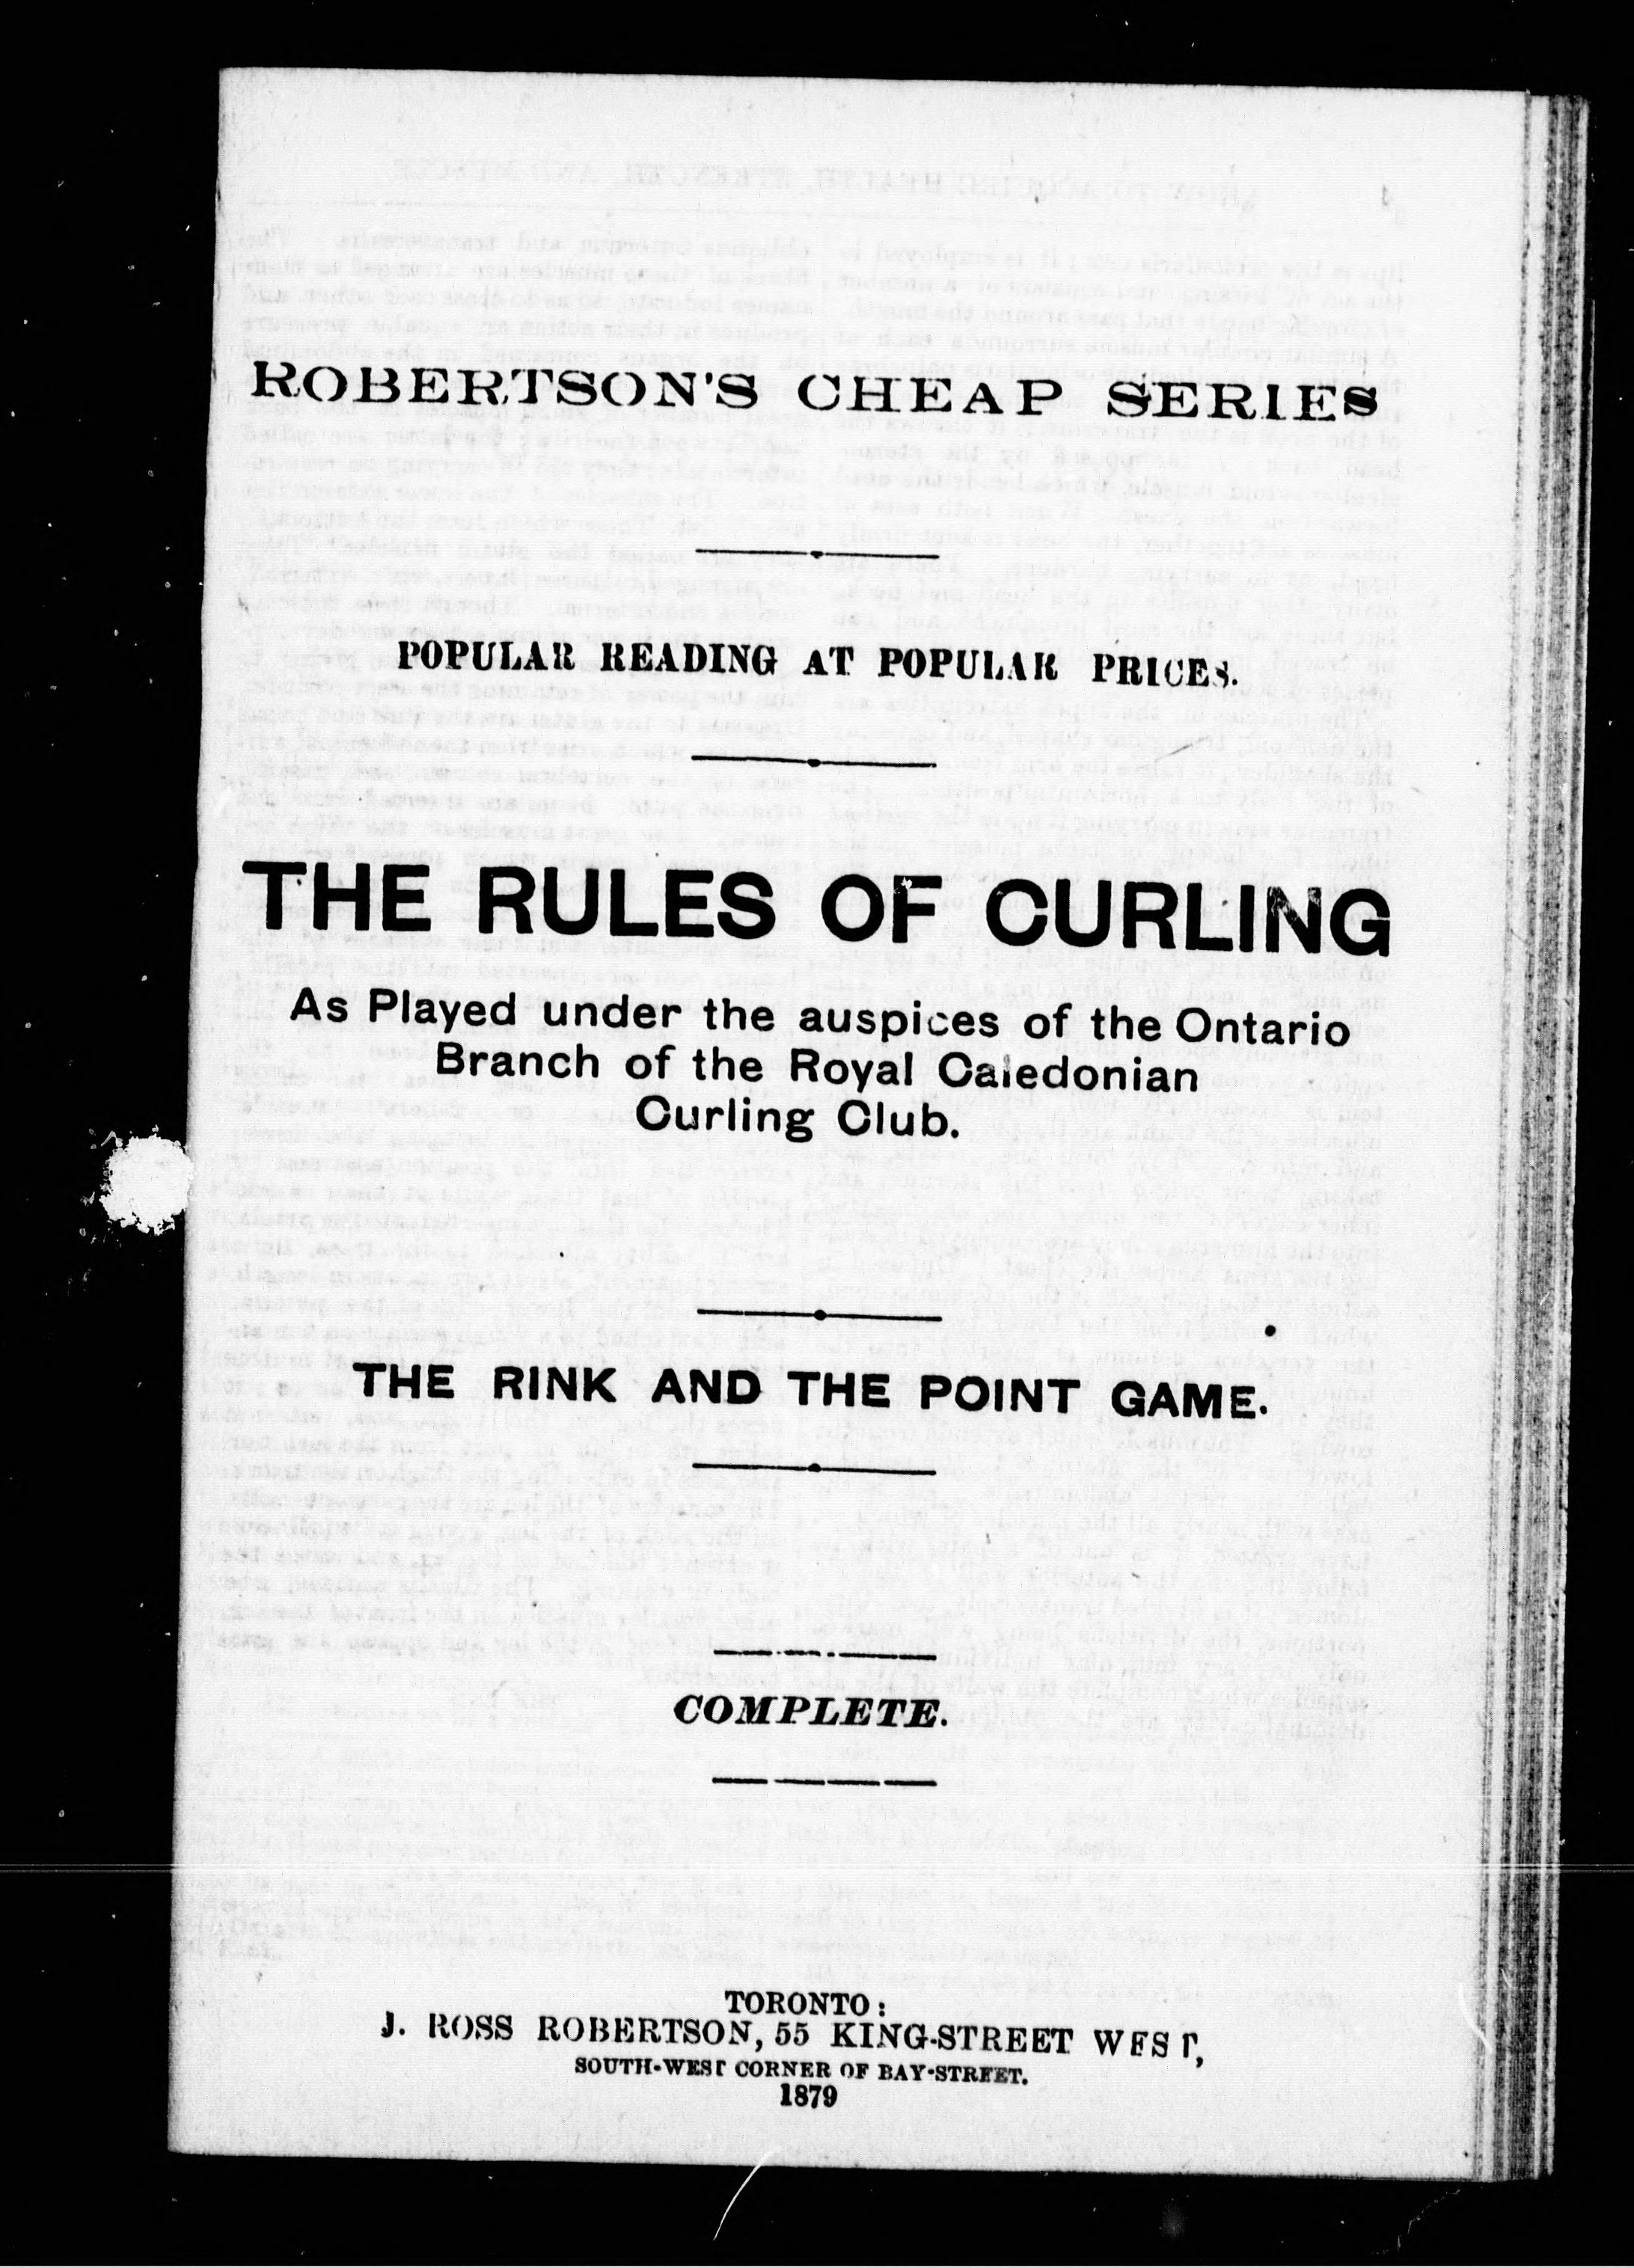 ROBERTSON'S CHEAP SERIES
POPULAR READING AT POPULAR PRICES.
THE RULES OF CURLING
As Played under the auspices of the Ontario
Branch of the Royal Caledonian
Curling Club.
THE RINK AND THE POINT GAME.
COMPLETE.
TORONTO:
J. ROSS ROBERTSON, 55 KING-STREET WEST,
SOUTH-WEST CORNER OF BAY-STREET.
1879